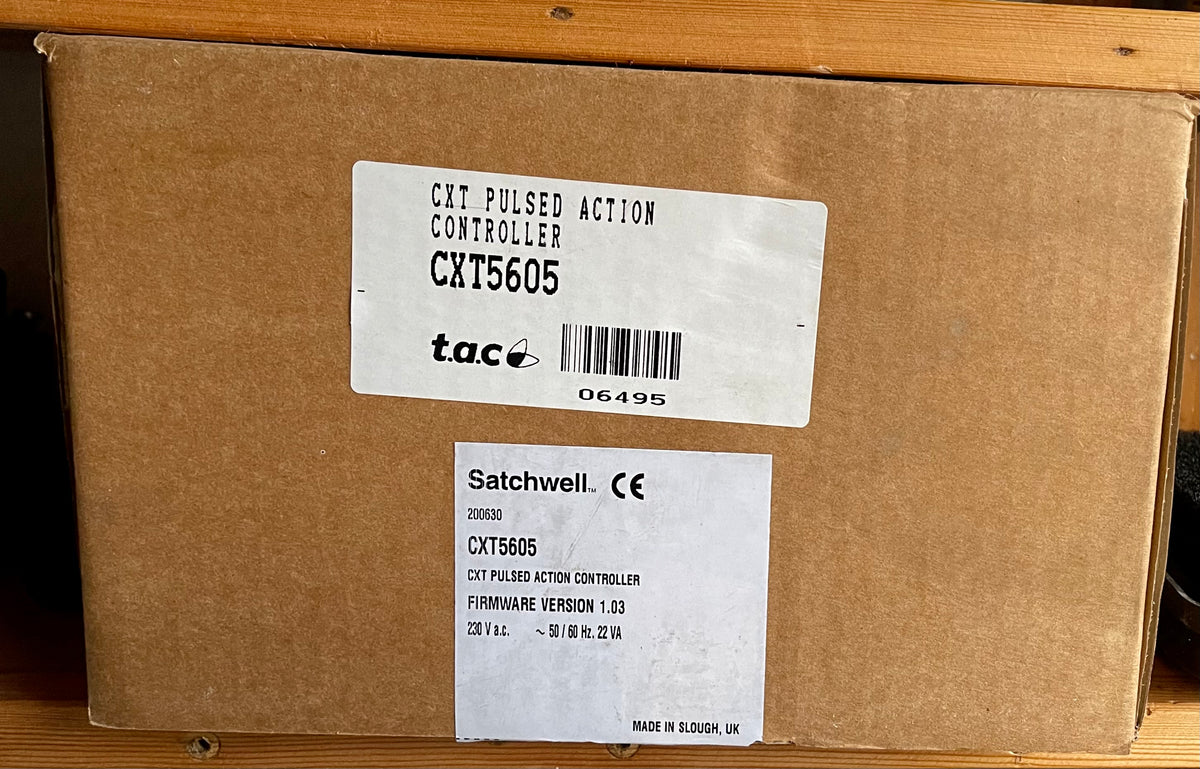 CXT PULSED ACTION
CONTROLLER
CXT5605
t.a.c
06495
Satchwell™ CE
200630
CXT5605
CXT PULSED ACTION CONTROLLER
FIRMWARE VERSION 1.03
230 V a.c. ~ 50 / 60 Hz. 22 VA
MADE IN SLOUGH, UK